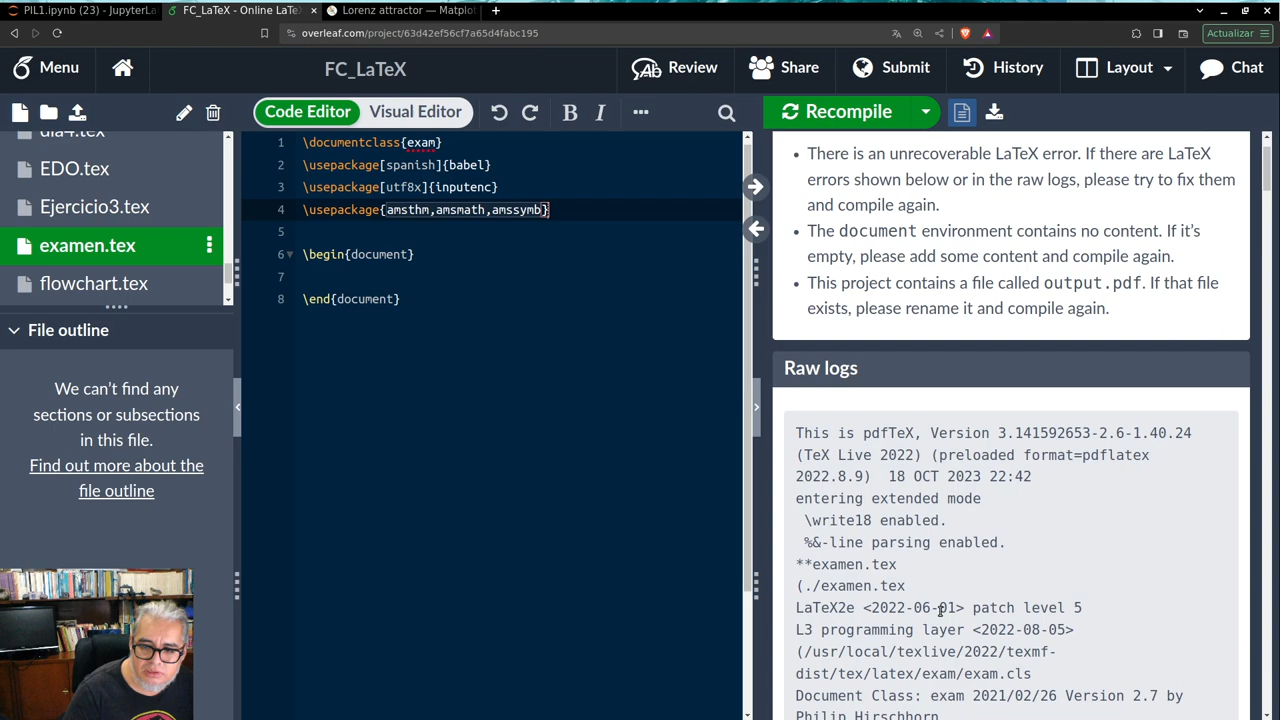 PIL1.ipynb (23) - JupyterLa
FC_LaTeX - Online LaTe
Lorenz attractor — Matplot
overleaf.com/project/63d42ef56cf7a65d4fabc195
Actualizar
Menu
FC_LaTeX
Review
Share
Submit
History
Layout
Chat
Code Editor
Visual Editor
B
I
Recompile
dia4.tex
EDO.tex
Ejercicio3.tex
examen.tex
flowchart.tex
File outline
We can't find any
sections or subsections
in this file.
Find out more about the
file outline
1 \documentclass{exam}
2 \usepackage[spanish]{babel}
3 \usepackage[utf8x]{inputenc}
4 \usepackage{amsthm,amsmath,amssymb}
5
6 \begin{document}
7
8 \end{document}
• There is an unrecoverable LaTeX error. If there are LaTeX
errors shown below or in the raw logs, please try to fix them
and compile again.
• The document environment contains no content. If it's
empty, please add some content and compile again.
• This project contains a file called output.pdf. If that file
exists, please rename it and compile again.
Raw logs
This is pdfTeX, Version 3.141592653-2.6-1.40.24
(TeX Live 2022) (preloaded format=pdflatex
2022.8.9)  18 OCT 2023 22:42
entering extended mode
\write18 enabled.
%&-line parsing enabled.
**examen.tex
(./examen.tex
LaTeX2e <2022-06-01> patch level 5
L3 programming layer <2022-08-05>
(/usr/local/texlive/2022/texmf-
dist/tex/latex/exam/exam.cls
Document Class: exam 2021/02/26 Version 2.7 by
Philip Hirschhorn